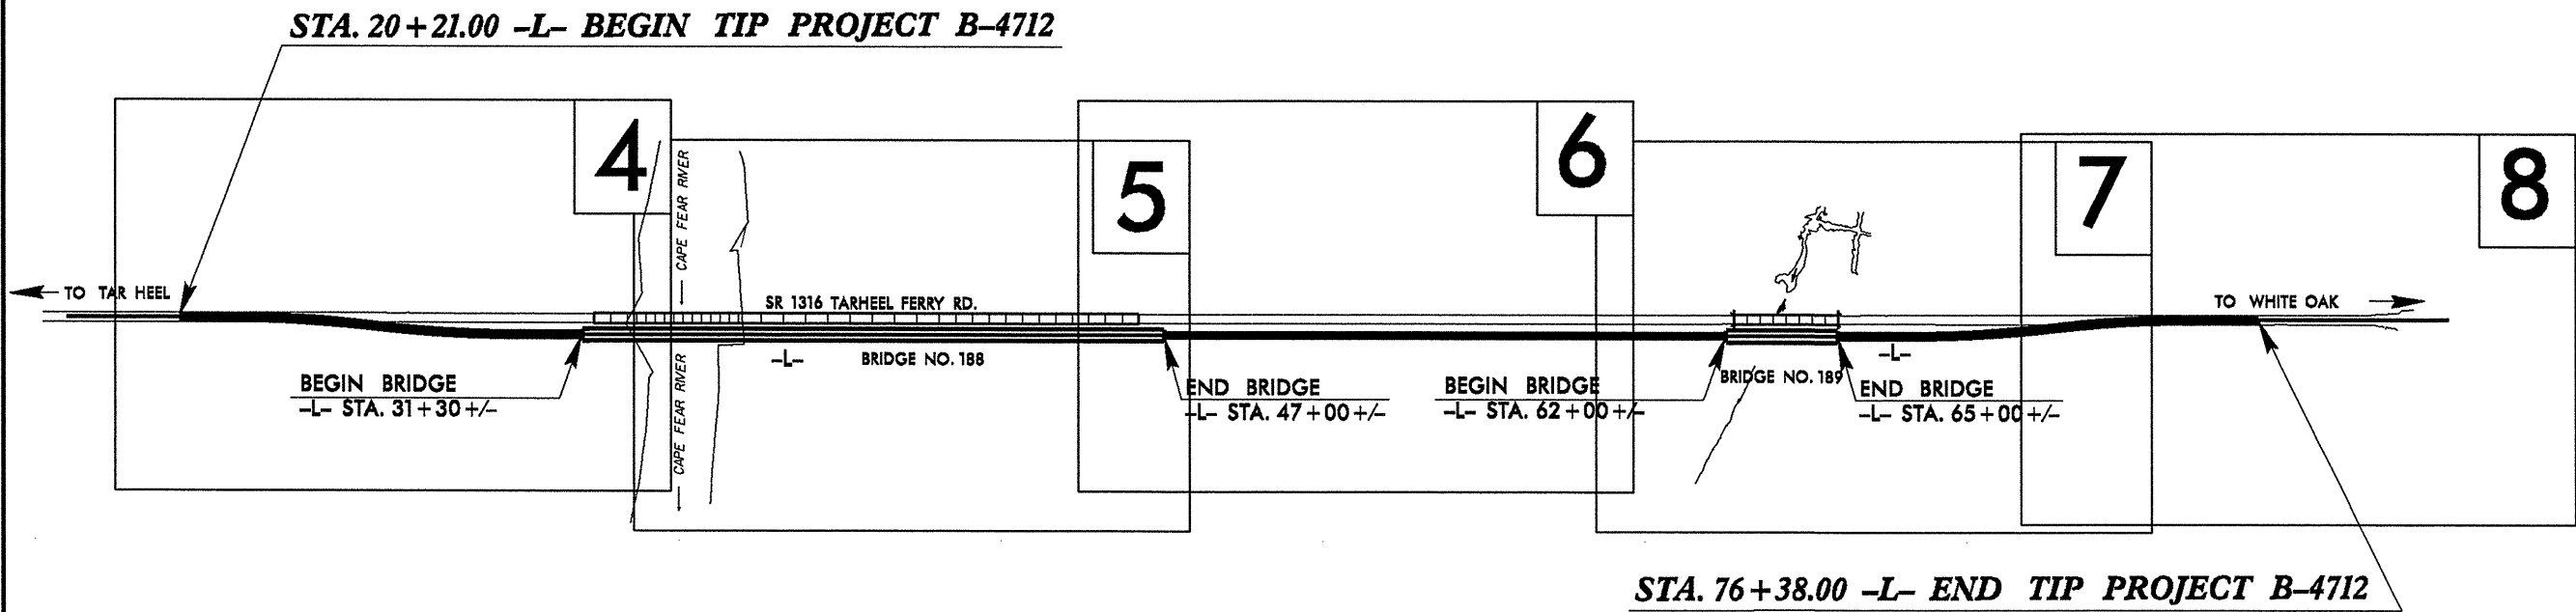 STA. 20+21.00 -L- BEGIN TIP PROJECT B-4712
4
5
6
7
8
CAPE FEAR RIVER
TO TAR HEEL
SR 1316 TARHEEL FERRY RD.
TO WHITE OAK
-L-
BRIDGE NO. 188
CAPE FEAR RIVER
-L-
BRIDGE NO. 189
BEGIN BRIDGE
-L- STA. 31+30 +/-
END BRIDGE
-L- STA. 47+00 +/-
BEGIN BRIDGE
-L- STA. 62+00 +/-
END BRIDGE
-L- STA. 65+00 +/-
STA. 76+38.00 -L- END TIP PROJECT B-4712